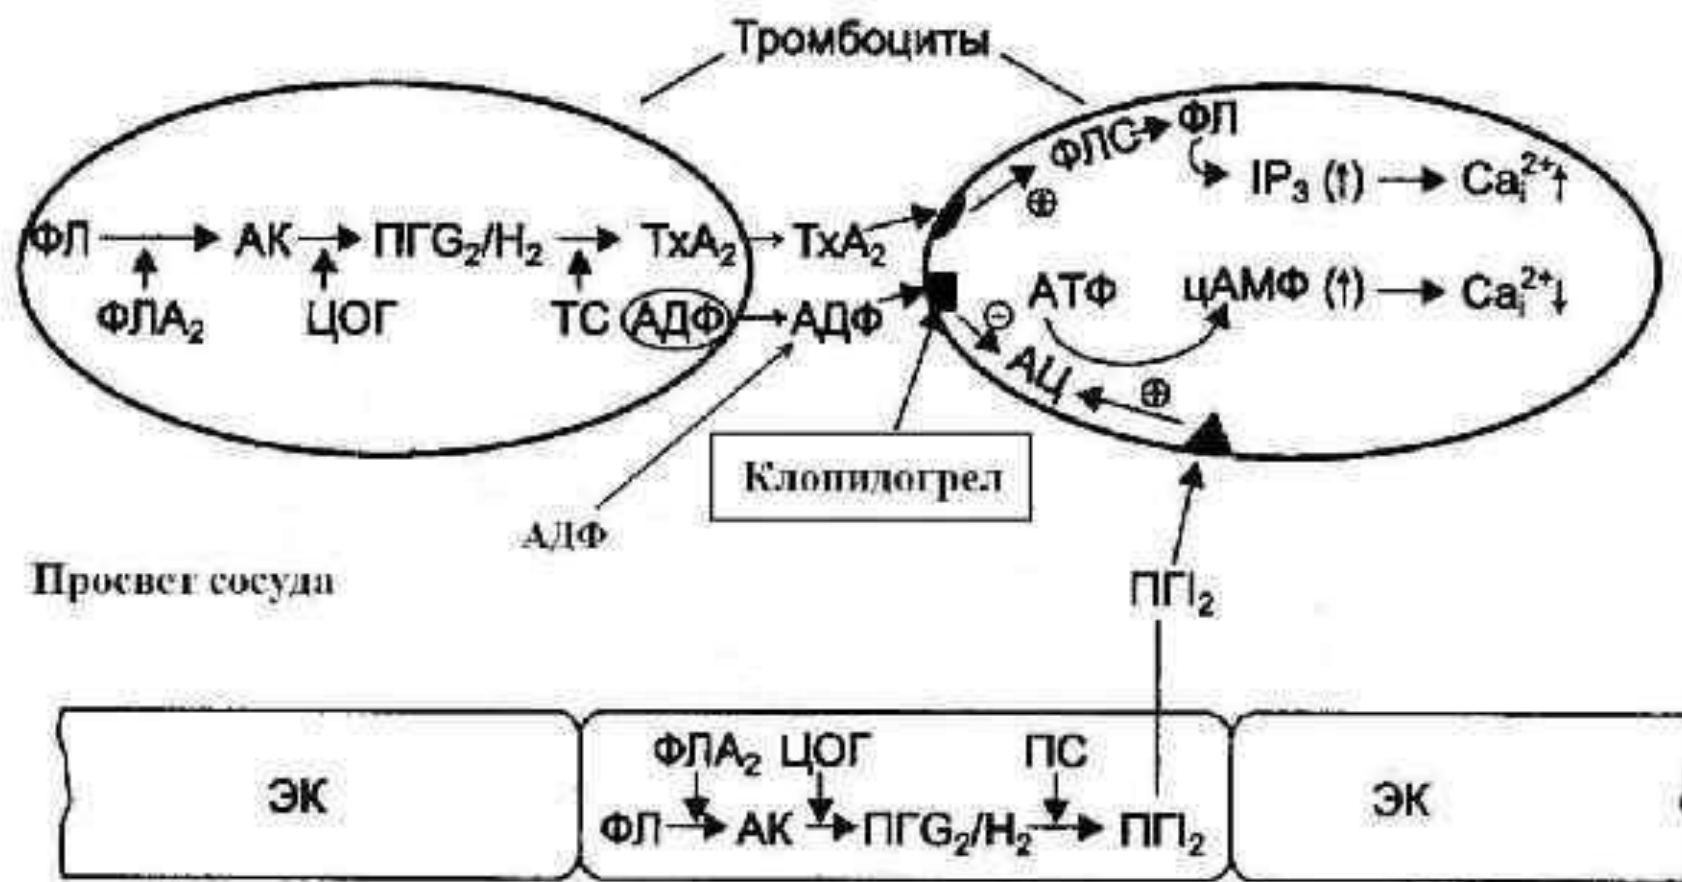 Тромбоциты
ФЛС → ФЛ
IP₃ (↑) → Ca²⁺ᵢ↑
ФЛ → АК → ПГG₂/H₂ → TxA₂ → TxA₂
ФЛА₂ ЦОГ ТС АДФ → АДФ
⊕
АТФ цАМФ (↑) → Ca²⁺ᵢ↓
⊖
АЦ ⊕
Клопидогрел
АДФ
Просвет сосуда
ПГI₂
ФЛА₂ ЦОГ ПС
ЭК
ФЛ → АК → ПГG₂/H₂ → ПГI₂
ЭК